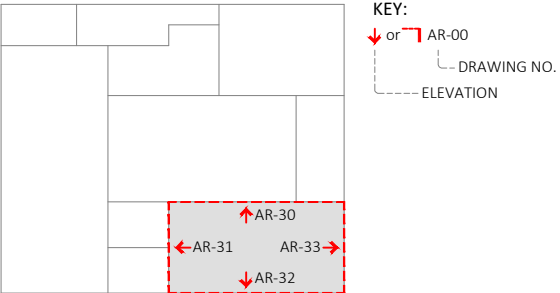 KEY:
or AR-00
DRAWING NO.
ELEVATION
AR-30
AR-31 AR-33
AR-32